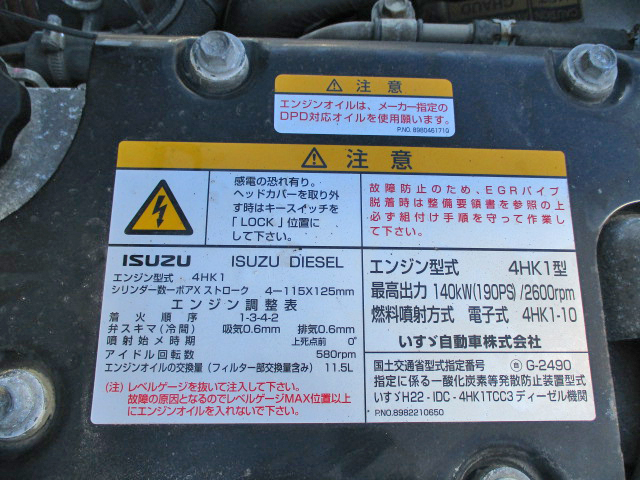 CHAUD
⚠ 注意
エンジンオイルは、メーカー指定の
DPD対応オイルを使用願います。
P.NO. 8980461710
⚠ 注意
感電の恐れ有り。
ヘッドカバーを取り外
す時はキースイッチを
「LOCK」位置に
して下さい。
故障防止のため、EGRパイプ
脱着時は整備要領書を参照の上
必ず組付け手順を守って作業し
て下さい。
ISUZU ISUZU DIESEL
エンジン型式 4HK1
シリンダー数ーボアX ストローク 4ー115X125mm
エンジン調整表
着火順序 1-3-4-2
弁スキマ(冷間) 吸気0.6mm 排気0.6mm
噴射始メ時期 上死点前 0°
アイドル回転数 580rpm
エンジンオイルの交換量(フィルター部交換量含み) 11.5L
(注) レベルゲージを抜いて注入して下さい。
故障の原因となるのでレベルゲージMAX位置以上
にエンジンオイルを入れないで下さい。
エンジン型式 4HK1型
最高出力 140kW(190PS)/2600rpm
燃料噴射方式 電子式 4HK1-10
いすゞ自動車株式会社
国土交通省型式指定番号 G-2490
指定に係る一酸化炭素等発散防止装置型式
いすゞH22-IDC-4HK1TCC3 ディーゼル機関
P.NO.8982210650